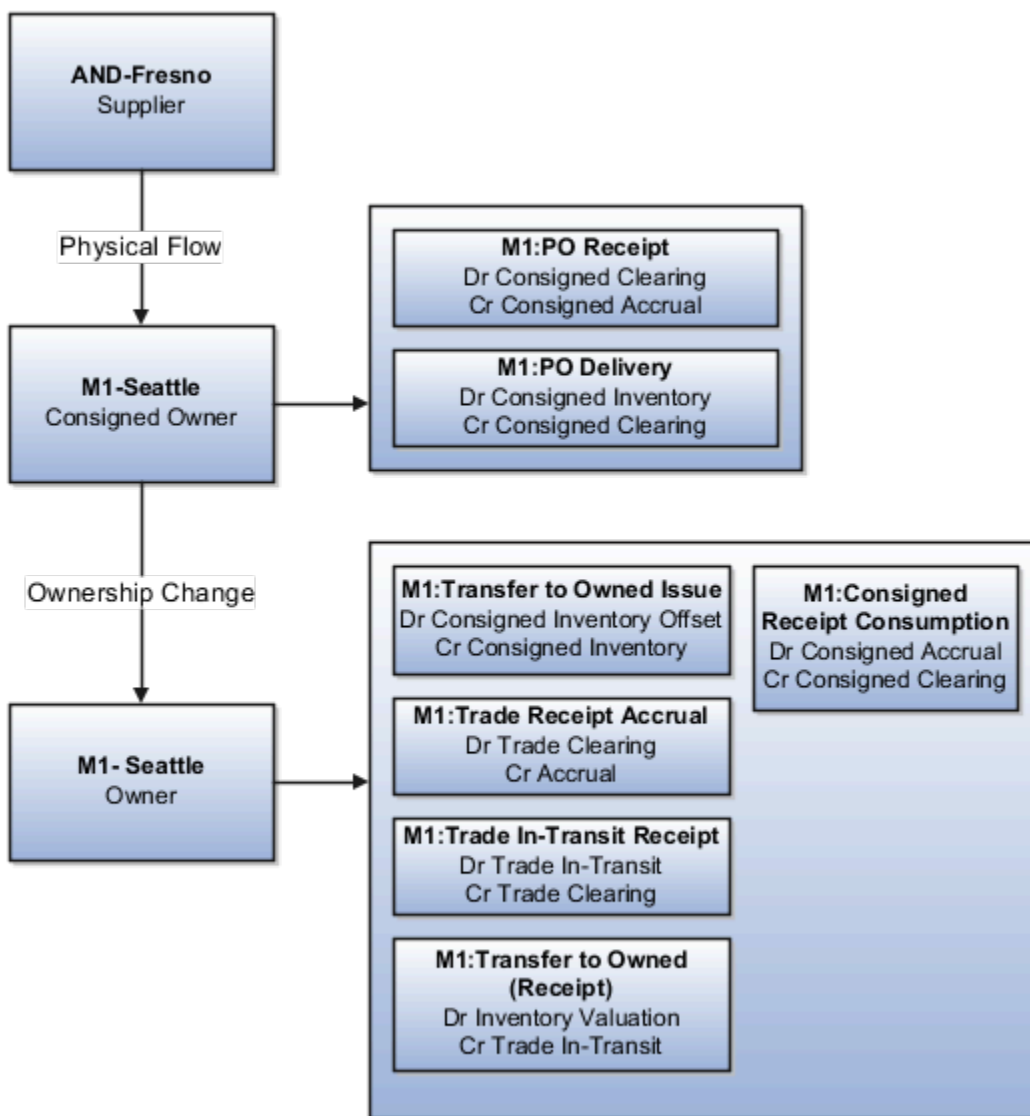 AND-Fresno
Supplier
Physical Flow
M1-Seattle
Consigned Owner
M1:PO Receipt
Dr Consigned Clearing
Cr Consigned Accrual
M1:PO Delivery
Dr Consigned Inventory
Cr Consigned Clearing
Ownership Change
M1- Seattle
Owner
M1:Transfer to Owned Issue
Dr Consigned Inventory Offset
Cr Consigned Inventory
M1:Trade Receipt Accrual
Dr Trade Clearing
Cr Accrual
M1:Trade In-Transit Receipt
Dr Trade In-Transit
Cr Trade Clearing
M1:Transfer to Owned
(Receipt)
Dr Inventory Valuation
Cr Trade In-Transit
M1:Consigned
Receipt Consumption
Dr Consigned Accrual
Cr Consigned Clearing